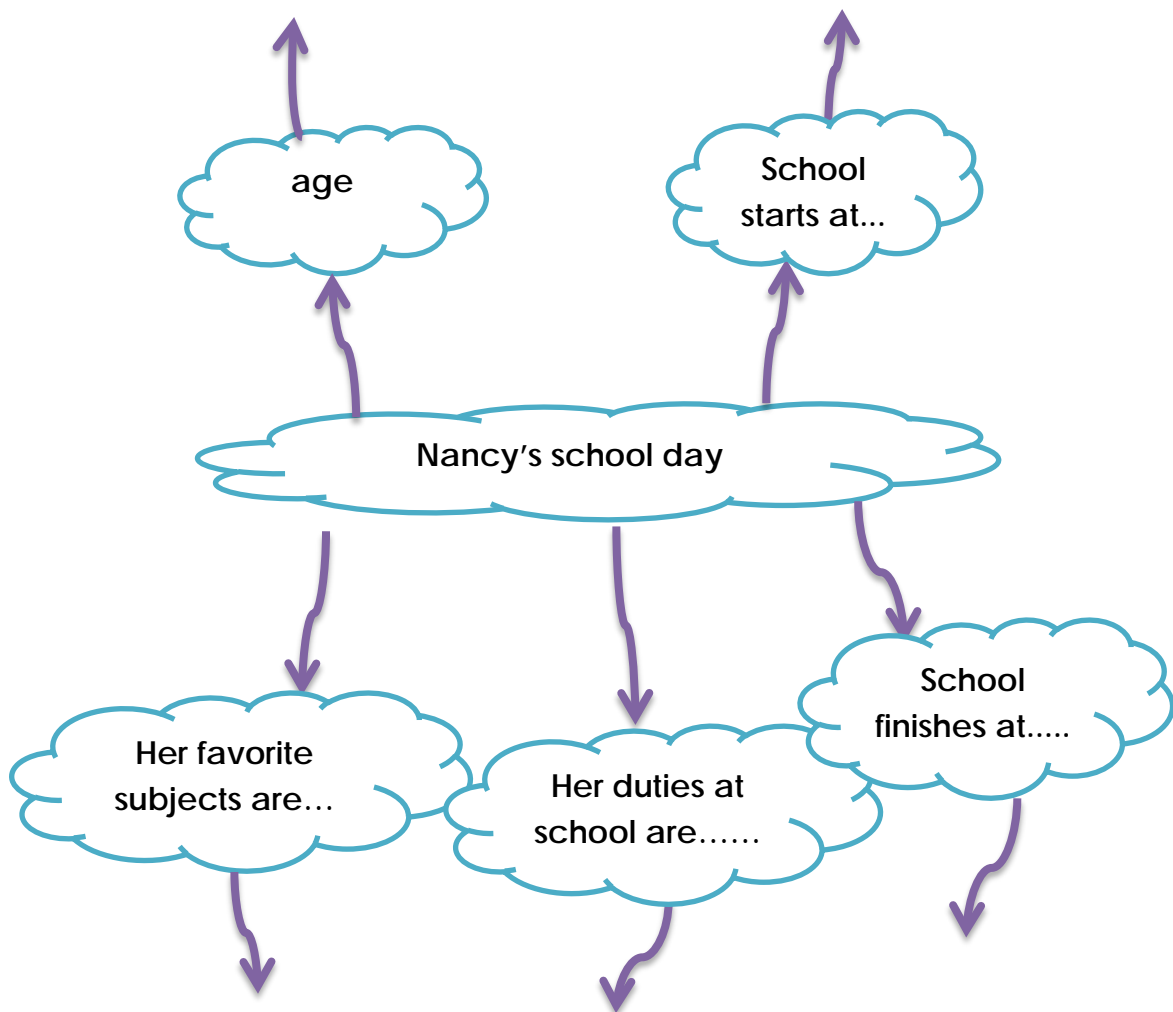 age
School
starts at...
Nancy's school day
Her favorite
subjects are…
Her duties at
school are……
School
finishes at.....